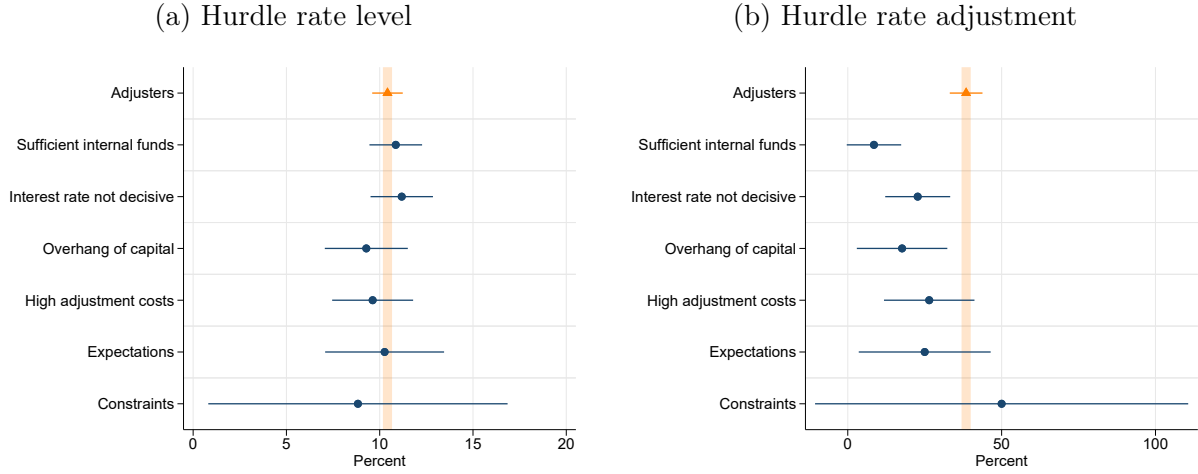 (a) Hurdle rate level
Adjusters
Sufficient internal funds
Interest rate not decisive
Overhang of capital
High adjustment costs
Expectations
Constraints
0 5 10 15 20
Percent
(b) Hurdle rate adjustment
Adjusters
Sufficient internal funds
Interest rate not decisive
Overhang of capital
High adjustment costs
Expectations
Constraints
0 50 100
Percent